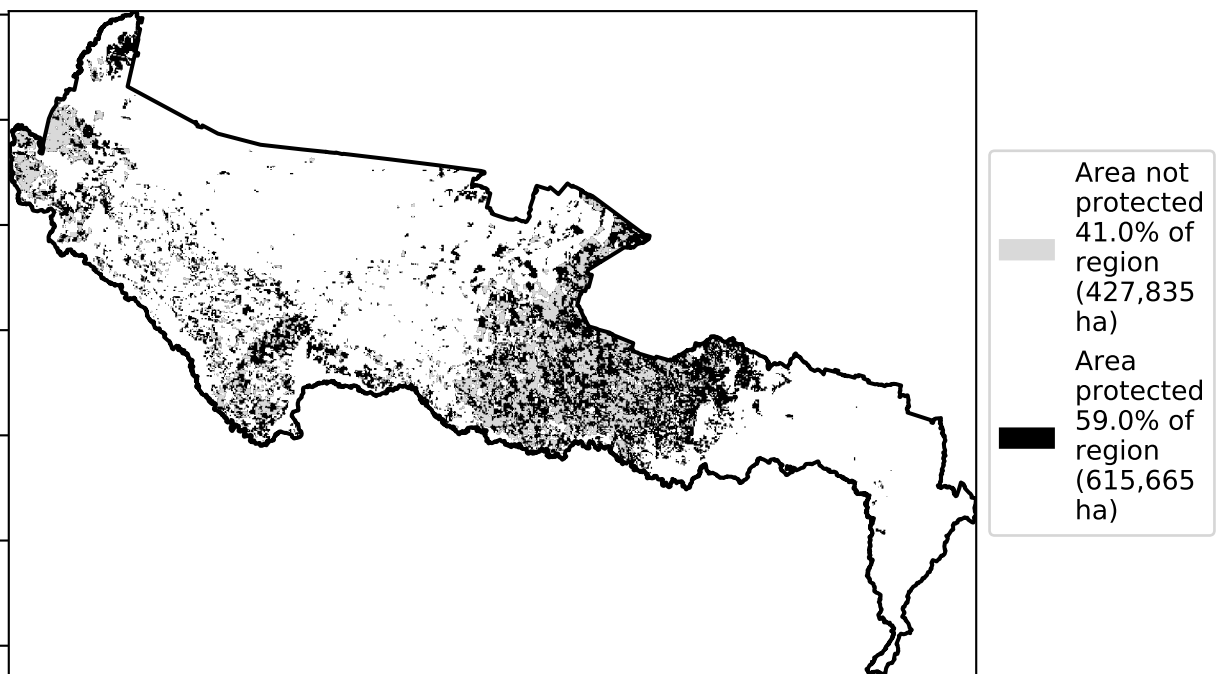 Area not
protected
41.0% of
region
(427,835
ha)
Area
protected
59.0% of
region
(615,665
ha)